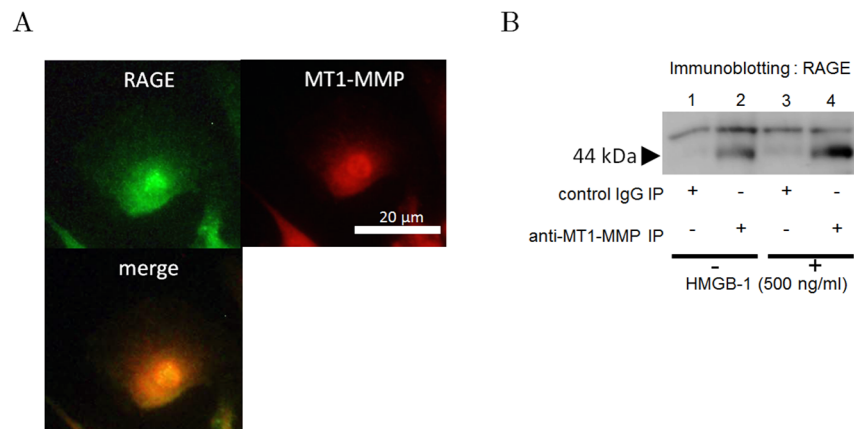 A
B
RAGE
MT1-MMP
20 μm
merge
Immunoblotting : RAGE
1 2 3 4
44 kDa
control IgG IP + - + -
anti-MT1-MMP IP - + - +
- +
HMGB-1 (500 ng/ml)